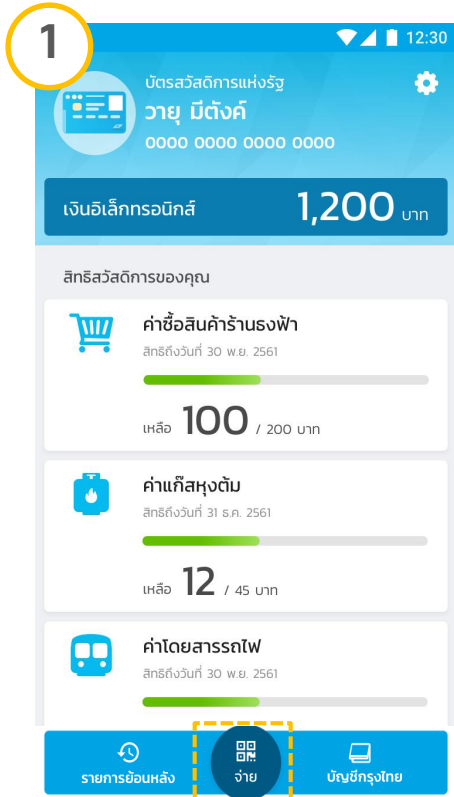 1
12:30
บัตรสวัสดิการแห่งรัฐ
วายุ มีตังค์
0000 0000 0000 0000
เงินอิเล็กทรอนิกส์ 1,200 บาท
สิทธิสวัสดิการของคุณ
ค่าซื้อสินค้าร้านธงฟ้า
สิทธิถึงวันที่ 30 พ.ย. 2561
เหลือ 100 / 200 บาท
ค่าแก๊สหุงต้ม
สิทธิถึงวันที่ 31 ธ.ค. 2561
เหลือ 12 / 45 บาท
ค่าโดยสารรถไฟ
สิทธิถึงวันที่ 30 พ.ย. 2561
รายการย้อนหลัง จ่าย บัญชีกรุงไทย